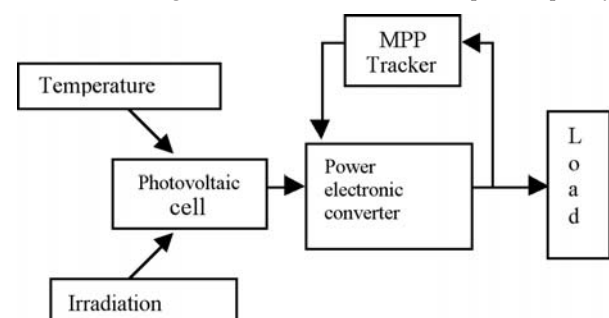 MPP
Tracker
Temperature
Photovoltaic
cell
Power
electronic
converter
L
o
a
d
Irradiation